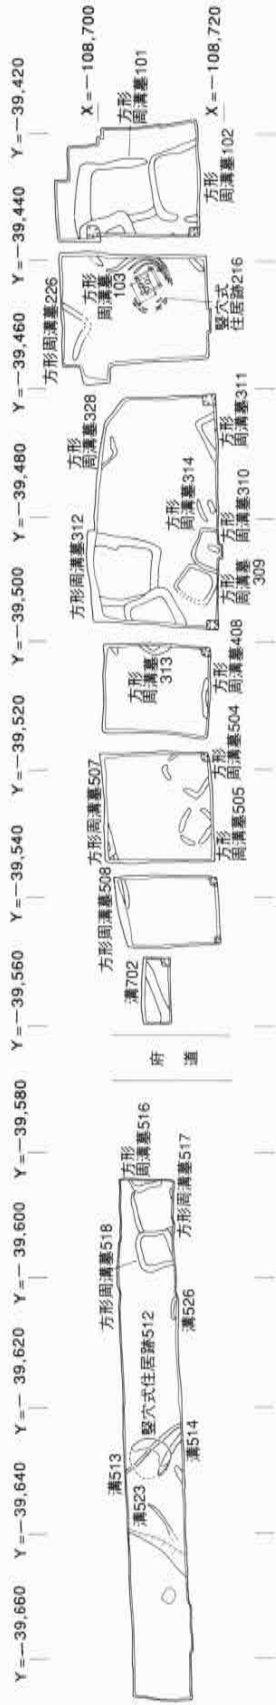 Y=−39,660
Y=− 39,640
Y=− 39,620
Y=− 39,600
Y=−39,580
Y=−39,560
Y=−39,540
Y=−39,520
Y=−39,500
Y=−39,480
Y=−39,460
Y=−39,440
Y=−39,420
X=−108,700
X=−108,720
溝513
溝523
竪穴式住居跡512
溝514
溝526
方形周溝墓518
方形
周溝墓516
方形周溝墓517
府道
溝702
方形周溝墓508
方形周溝墓507
方形
周溝墓505
方形
周溝墓504
方形
周溝墓
313
方形
周溝墓408
方形周溝墓312
方形
周溝墓328
方形
周溝墓314
方形
周溝墓
309
方形
周溝墓310
方形
周溝墓311
方形周溝墓226
方形
周溝墓
103
竪穴式
住居跡216
方形
周溝墓101
方形
周溝墓102